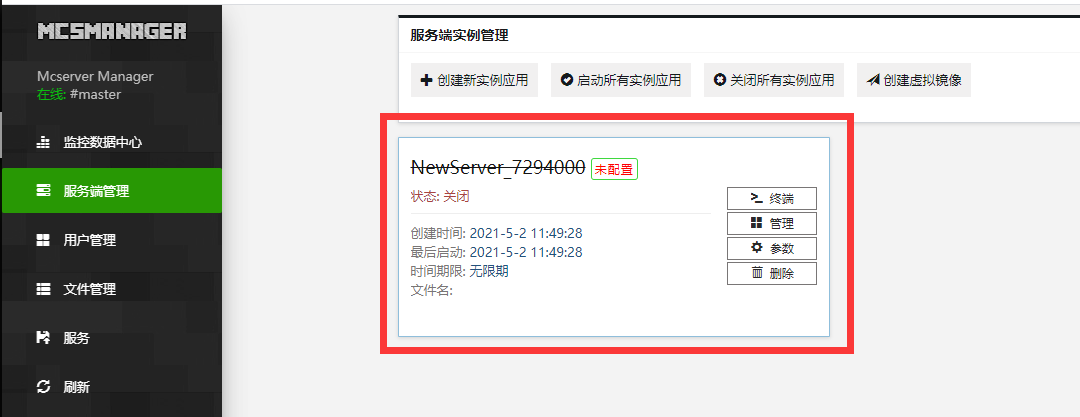 MCSMANAGER
Mcserver Manager
在线: #master
监控数据中心
服务端管理
用户管理
文件管理
服务
刷新
服务端实例管理
创建新实例应用
启动所有实例应用
关闭所有实例应用
创建虚拟镜像
NewServer_7294000 未配置
状态: 关闭
创建时间: 2021-5-2 11:49:28
最后启动: 2021-5-2 11:49:28
时间期限: 无限期
文件名:
终端
管理
参数
删除